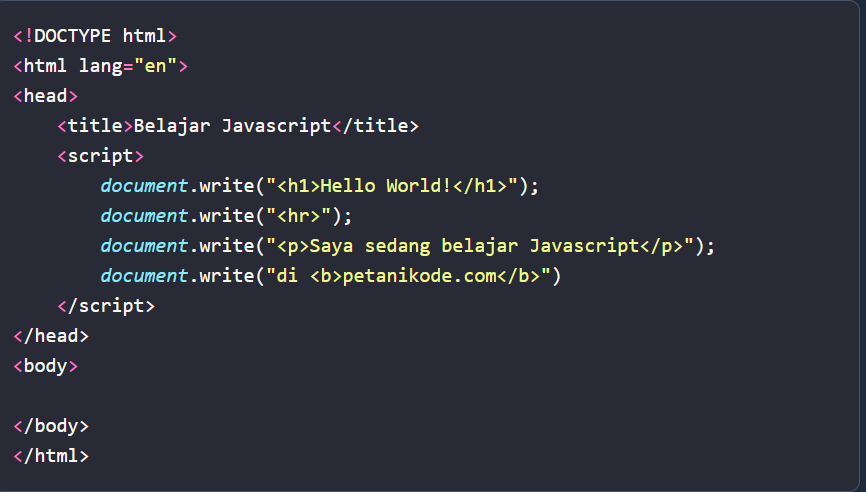 <!DOCTYPE html>
<html lang="en">
<head>
    <title>Belajar Javascript</title>
    <script>
        document.write("<h1>Hello World!</h1>");
        document.write("<hr>");
        document.write("<p>Saya sedang belajar Javascript</p>");
        document.write("di <b>petanikode.com</b>")
    </script>
</head>
<body>

</body>
</html>